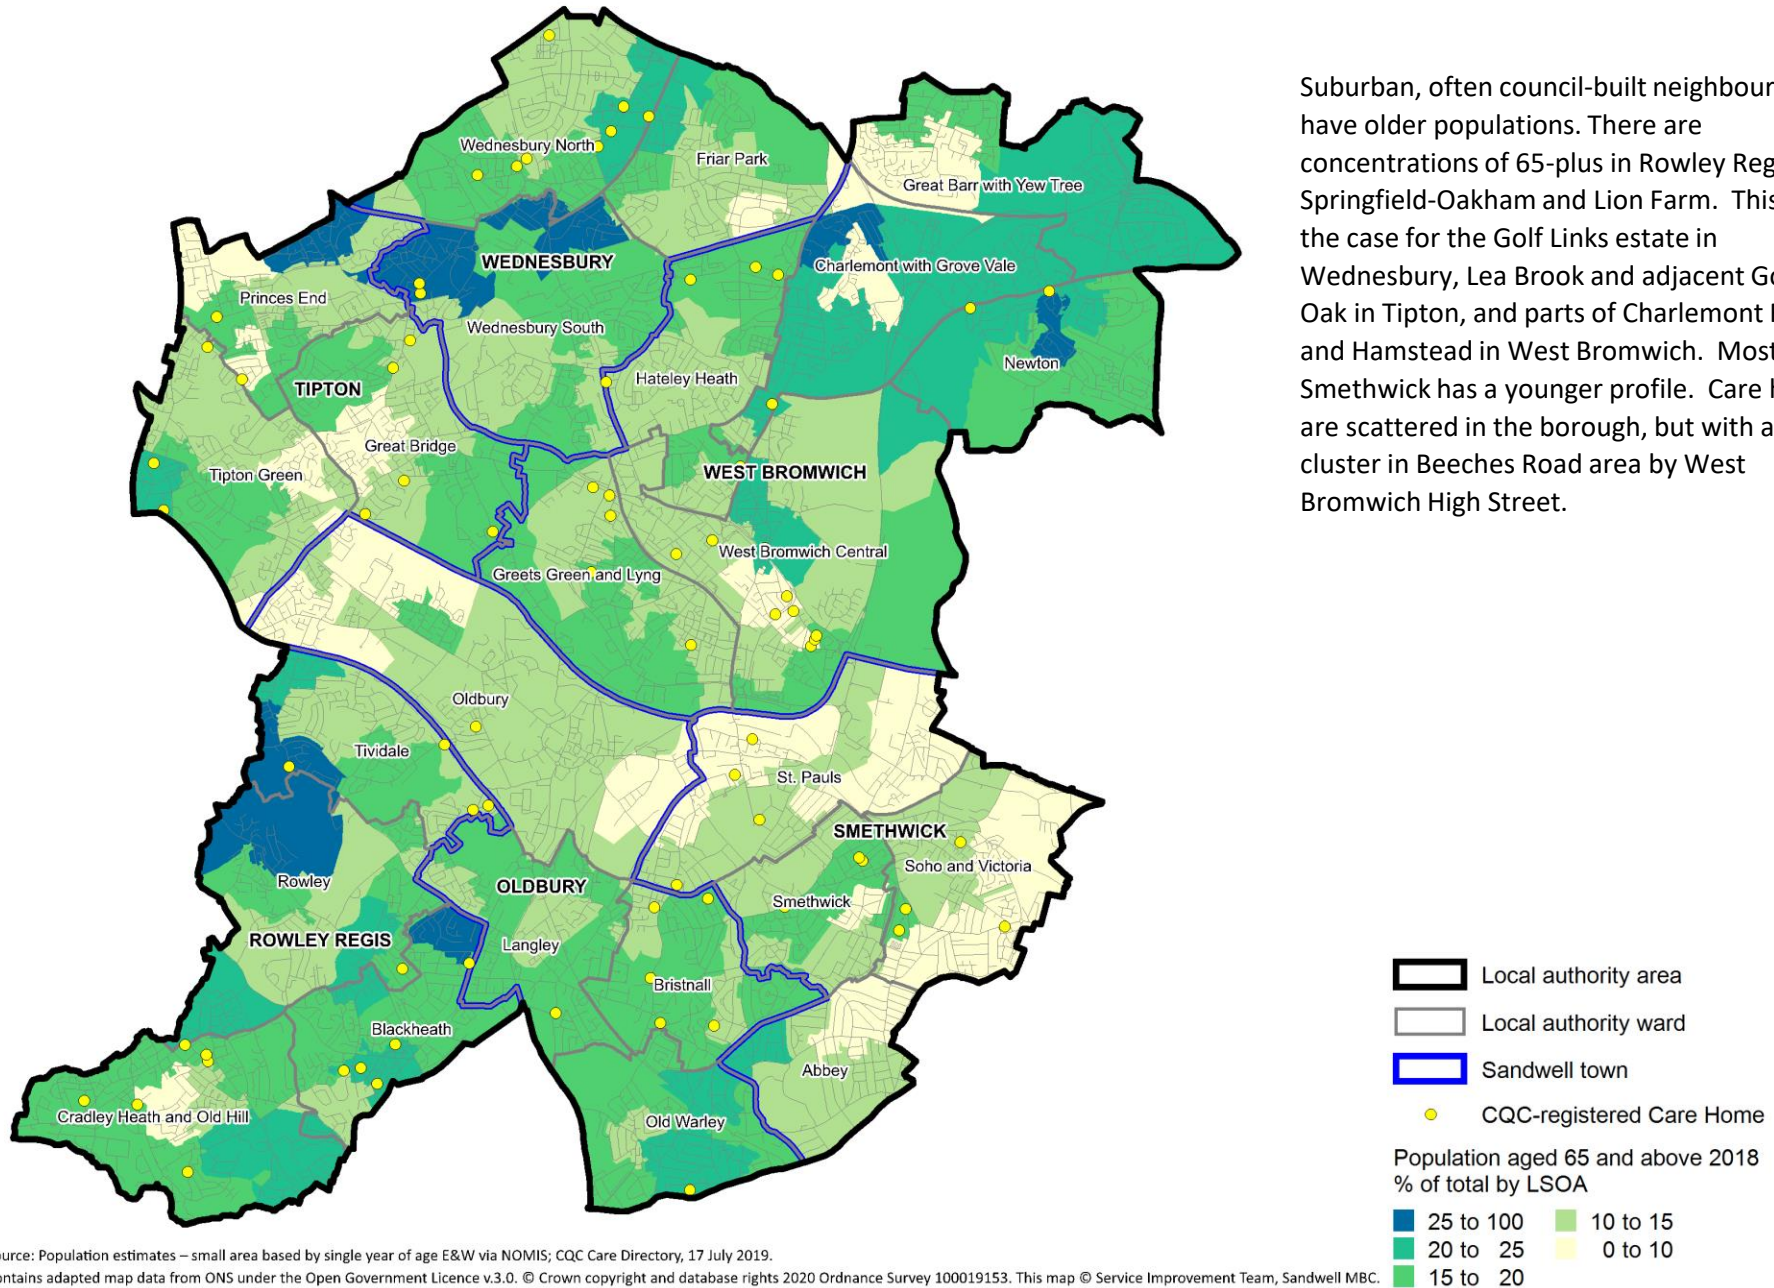 Suburban, often council-built neighbour
have older populations. There are
concentrations of 65-plus in Rowley Reg
Springfield-Oakham and Lion Farm. This
the case for the Golf Links estate in
Wednesbury, Lea Brook and adjacent Go
Oak in Tipton, and parts of Charlemont
and Hamstead in West Bromwich. Most
Smethwick has a younger profile. Care
are scattered in the borough, but with a
cluster in Beeches Road area by West
Bromwich High Street.
Wednesbury North
Friar Park
Great Barr with Yew Tree
WEDNESBURY
Charlemont with Grove Vale
Princes End
Wednesbury South
Newton
Hateley Heath
TIPTON
Great Bridge
Tipton Green
WEST BROMWICH
West Bromwich Central
Greets Green and Lyng
Oldbury
Tividale
St. Pauls
SMETHWICK
Soho and Victoria
Rowley
OLDBURY
Smethwick
ROWLEY REGIS
Langley
Bristnall
Blackheath
Abbey
Cradley Heath and Old Hill
Old Warley
Local authority area
Local authority ward
Sandwell town
CQC-registered Care Home
Population aged 65 and above 2018
% of total by LSOA
25 to 100 10 to 15
20 to 25 0 to 10
15 to 20
urce: Population estimates – small area based by single year of age E&W via NOMIS; CQC Care Directory, 17 July 2019.
ntains adapted map data from ONS under the Open Government Licence v.3.0. © Crown copyright and database rights 2020 Ordnance Survey 100019153. This map © Service Improvement Team, Sandwell MBC.